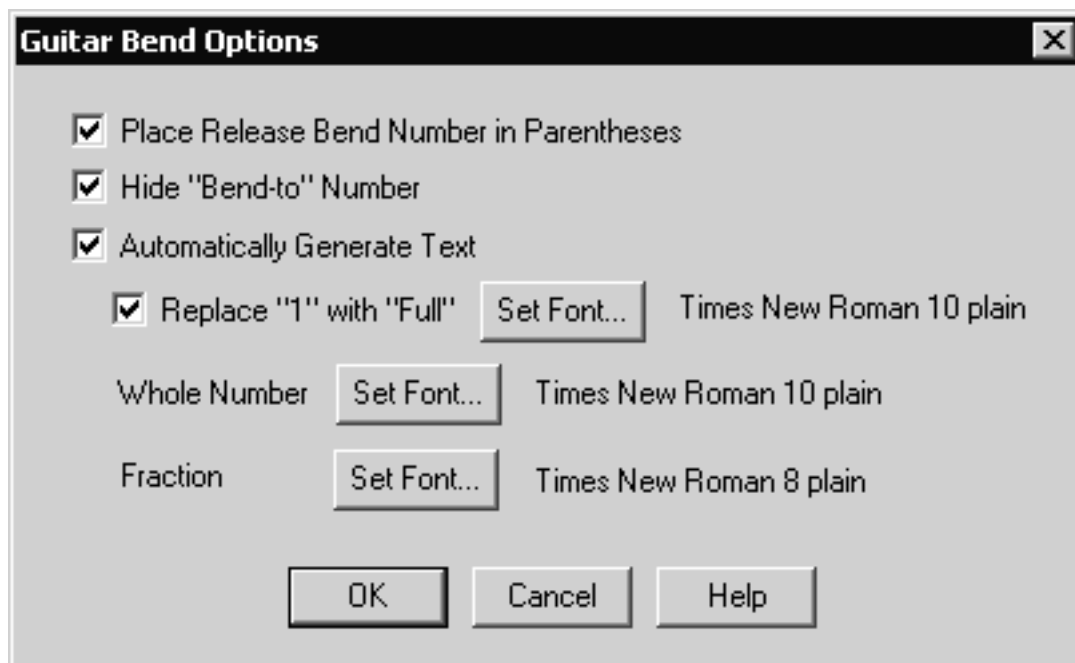 Guitar Bend Options
Place Release Bend Number in Parentheses
Hide "Bend-to" Number
Automatically Generate Text
Replace "1" with "Full" Set Font... Times New Roman 10 plain
Whole Number Set Font... Times New Roman 10 plain
Fraction Set Font... Times New Roman 8 plain
OK Cancel Help